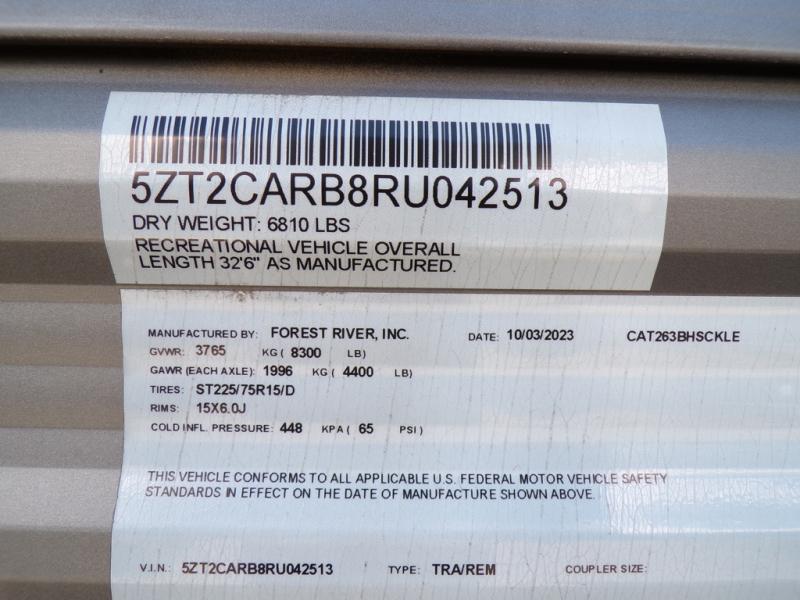 5ZT2CARB8RU042513
DRY WEIGHT: 6810 LBS
RECREATIONAL VEHICLE OVERALL
LENGTH 32'6" AS MANUFACTURED.
MANUFACTURED BY: FOREST RIVER, INC. DATE: 10/03/2023 CAT263BHSCKLE
GVWR: 3765 KG ( 8300 LB)
GAWR (EACH AXLE): 1996 KG ( 4400 LB)
TIRES: ST225/75R15/D
RIMS: 15X6.0J
COLD INFL. PRESSURE: 448 KPA ( 65 PSI )
THIS VEHICLE CONFORMS TO ALL APPLICABLE U.S. FEDERAL MOTOR VEHICLE SAFETY
STANDARDS IN EFFECT ON THE DATE OF MANUFACTURE SHOWN ABOVE.
V.I.N.: 5ZT2CARB8RU042513 TYPE: TRA/REM COUPLER SIZE: